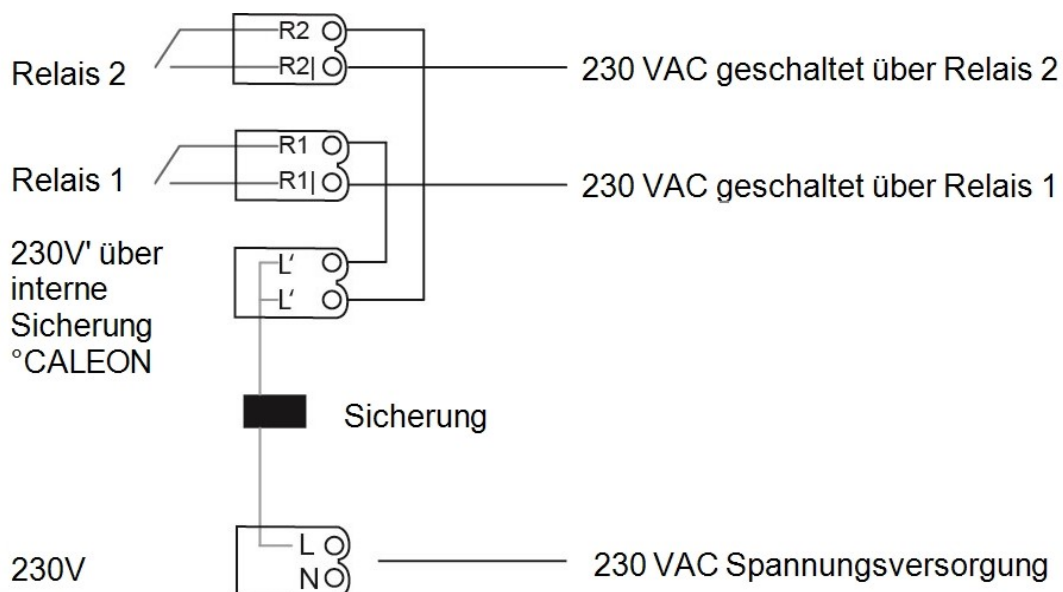 R2
Relais 2
R2|
230 VAC geschaltet über Relais 2
R1
Relais 1
R1|
230 VAC geschaltet über Relais 1
230V' über
interne
Sicherung
°CALEON
L‘
L‘
Sicherung
L
230V
N
230 VAC Spannungsversorgung